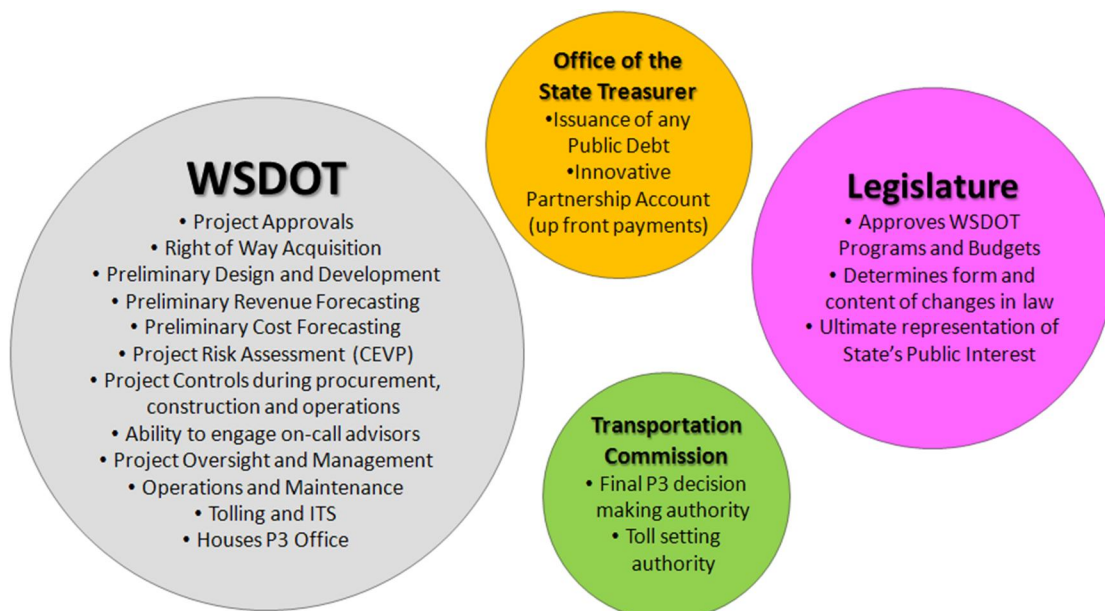 WSDOT
• Project Approvals
• Right of Way Acquisition
• Preliminary Design and Development
• Preliminary Revenue Forecasting
• Preliminary Cost Forecasting
• Project Risk Assessment (CEVP)
• Project Controls during procurement,
construction and operations
• Ability to engage on-call advisors
• Project Oversight and Management
• Operations and Maintenance
• Tolling and ITS
• Houses P3 Office
Office of the
State Treasurer
•Issuance of any
Public Debt
•Innovative
Partnership Account
(up front payments)
Transportation
Commission
• Final P3 decision
making authority
• Toll setting
authority
Legislature
• Approves WSDOT
Programs and Budgets
• Determines form and
content of changes in law
• Ultimate representation of
State’s Public Interest